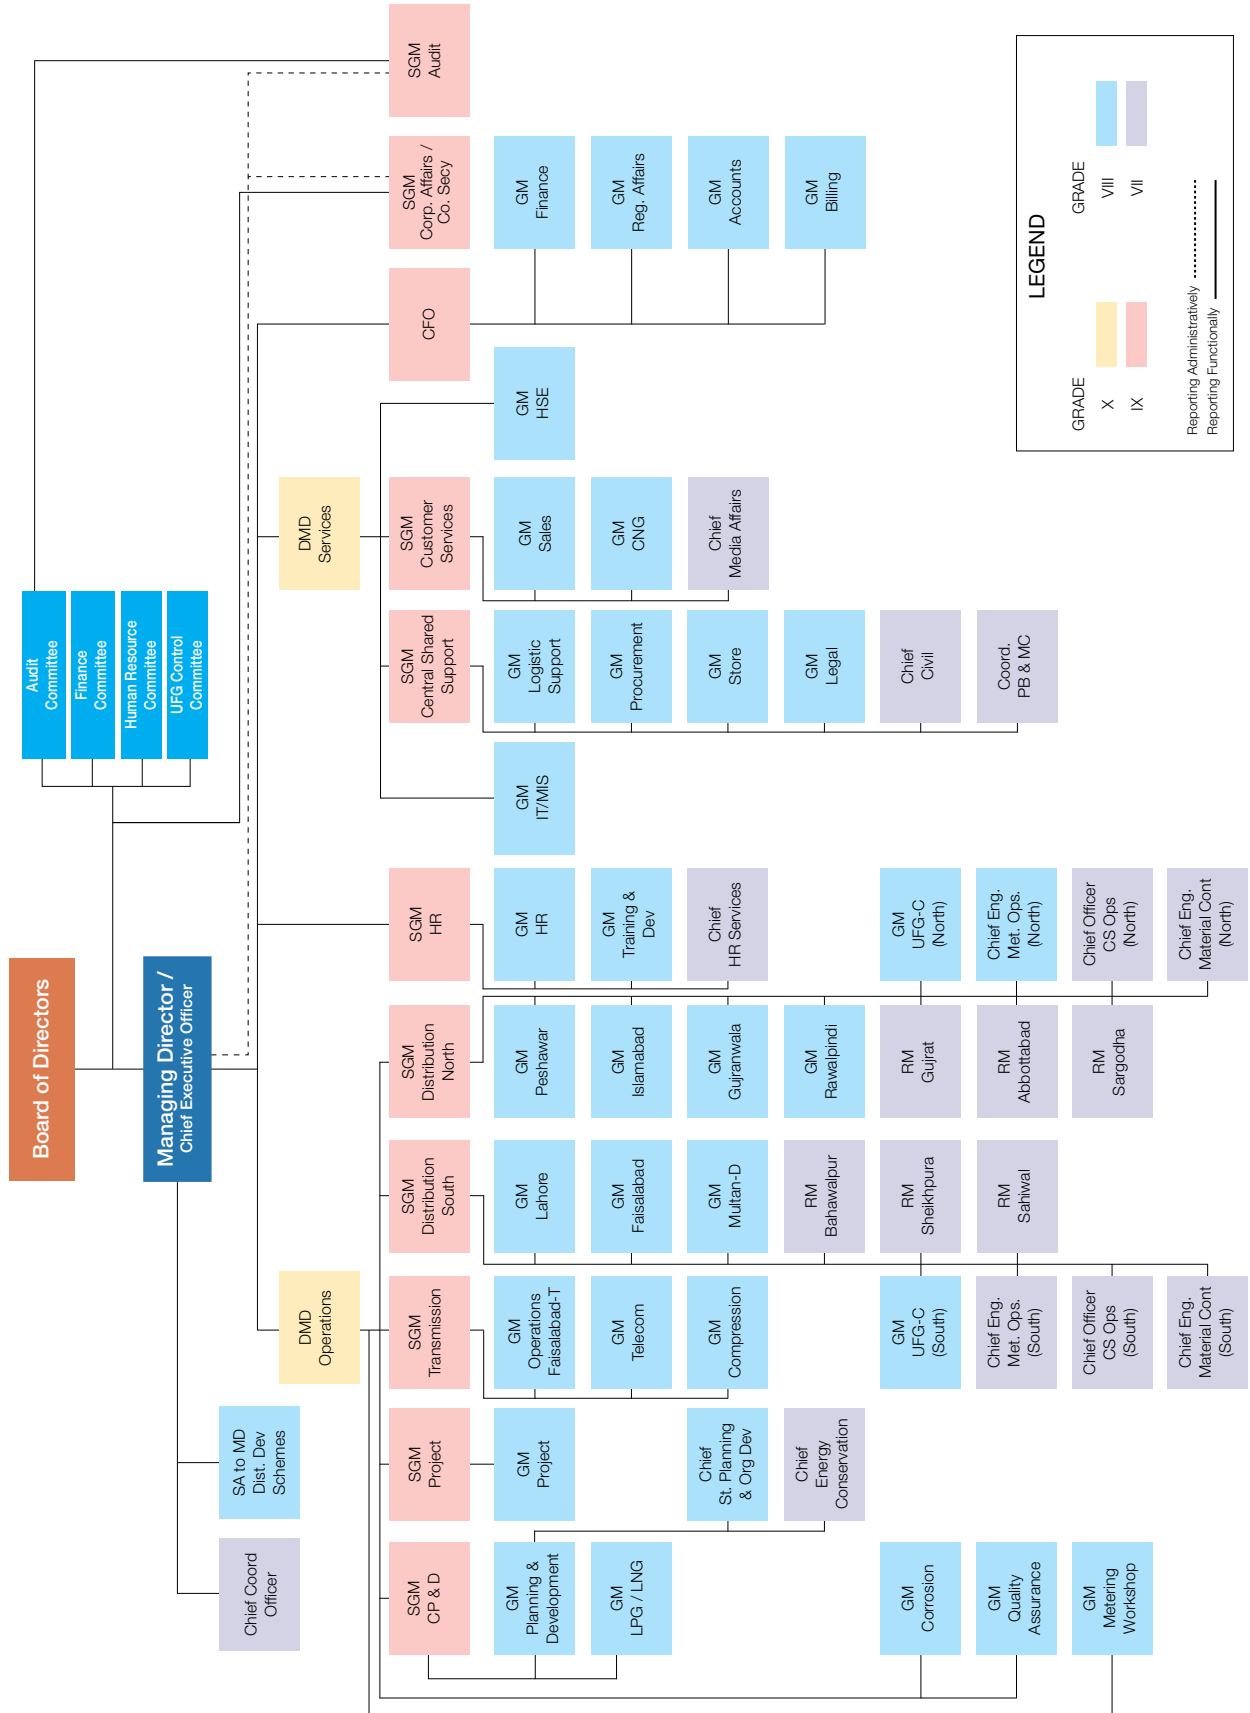 Board of Directors
Audit
Committee
Finance
Committee
Human Resource
Committee
UFG Control
Committee
Managing Director /
Chief Executive Officer
Chief Coord
Officer
SA to MD
Dist. Dev
Schemes
DMD
Operations
DMD
Services
SGM
CP & D
SGM
Project
SGM
Transmission
SGM
Distribution
South
SGM
Distribution
North
SGM
HR
SGM
Central Shared
Support
SGM
Customer
Services
CFO
SGM
Corp. Affairs /
Co. Secy
SGM
Audit
GM
Planning &
Development
GM
Project
GM
Operations
Faisalabad-T
GM
Lahore
GM
Peshawar
GM
HR
GM
IT/MIS
GM
Logistic
Support
GM
Sales
GM
HSE
GM
Finance
GM
LPG / LNG
GM
Telecom
GM
Faisalabad
GM
Islamabad
GM
Training &
Dev
GM
Procurement
GM
CNG
GM
Reg. Affairs
Chief
St. Planning
& Org Dev
GM
Compression
GM
Multan-D
GM
Gujranwala
Chief
HR Services
GM
Store
Chief
Media Affairs
GM
Accounts
Chief
Energy
Conservation
RM
Bahawalpur
GM
Rawalpindi
GM
Legal
GM
Billing
GM
Corrosion
GM
UFG-C
(South)
RM
Sheikhpura
RM
Gujrat
GM
UFG-C
(North)
Chief
Civil
GM
Quality
Assurance
Chief Eng.
Met. Ops.
(South)
RM
Sahiwal
RM
Abbottabad
Chief Eng.
Met. Ops.
(North)
Coord.
PB & MC
GM
Metering
Workshop
Chief Officer
CS Ops
(South)
RM
Sargodha
Chief Officer
CS Ops
(North)
Chief Eng.
Material Cont
(South)
Chief Eng.
Material Cont
(North)
LEGEND
GRADE
GRADE
X
VIII
IX
VII
Reporting Administratively
Reporting Functionally